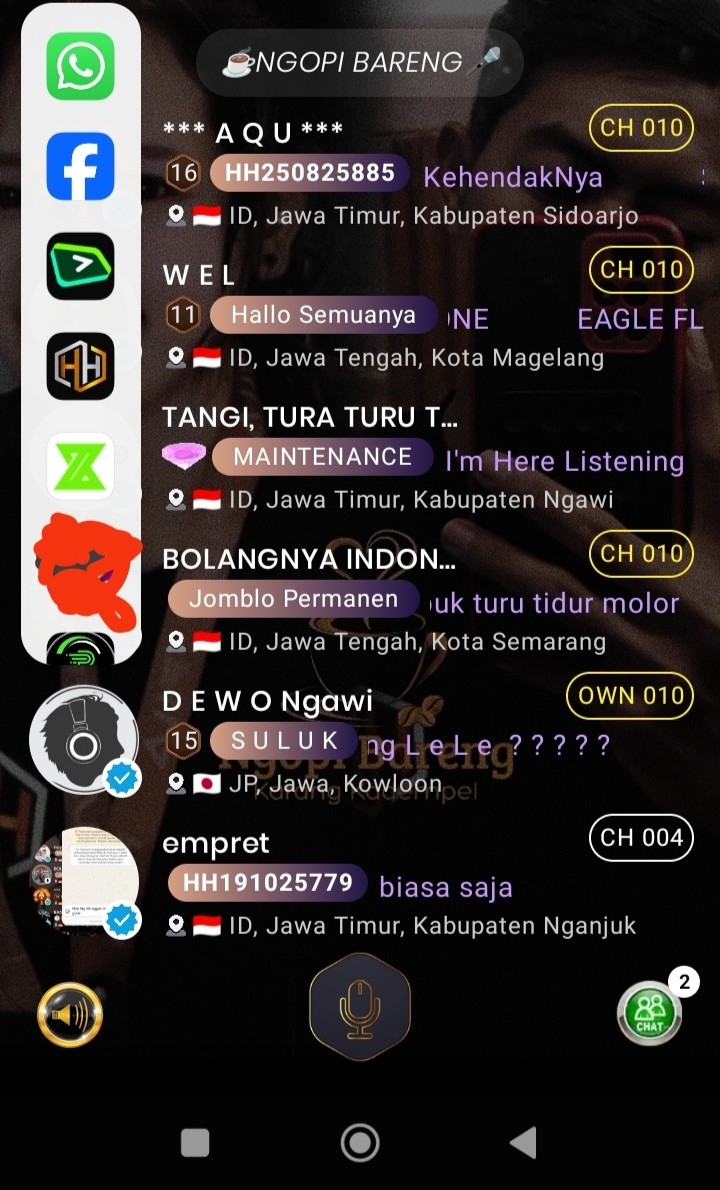 ☕NGOPI BARENG 🎤
*** A Q U *** CH 010
16 HH250825885 KehendakNya
ID, Jawa Timur, Kabupaten Sidoarjo
W E L CH 010
11 Hallo Semuanya NE EAGLE FL
ID, Jawa Tengah, Kota Magelang
TANGI, TURA TURU T...
MAINTENANCE I'm Here Listening
ID, Jawa Timur, Kabupaten Ngawi
BOLANGNYA INDON... CH 010
Jomblo Permanen uk turu tidur molor
ID, Jawa Tengah, Kota Semarang
D E W O Ngawi OWN 010
15 S U L U K ng L e L e ? ? ? ? ?
Ngopi Bareng
JP, Jawa, Kowloon
Karang Kadempel
empret CH 004
HH191025779 biasa saja
ID, Jawa Timur, Kabupaten Nganjuk
2
CHAT